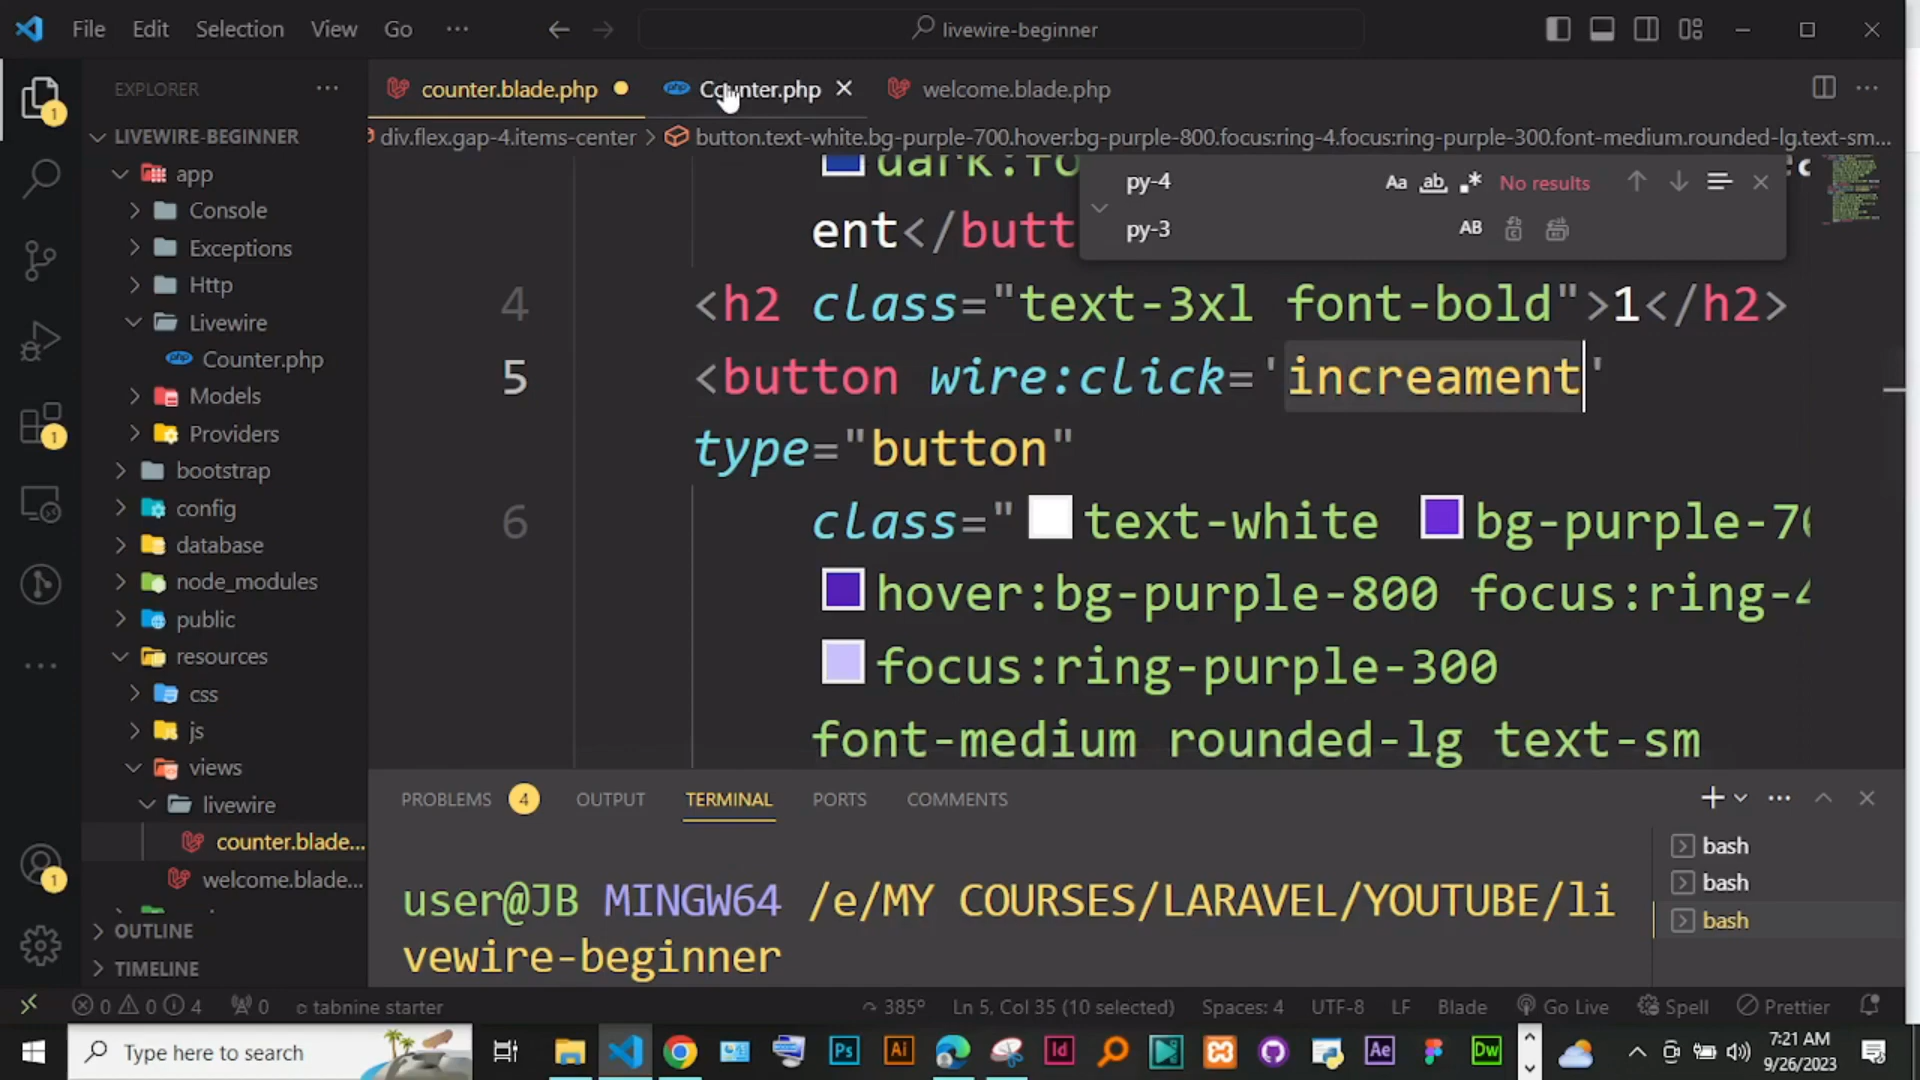 File Edit Selection View Go ··· livewire-beginner
EXPLORER ···
counter.blade.php Counter.php welcome.blade.php ···
LIVEWIRE-BEGINNER
div.flex.gap-4.items-center > button.text-white.bg-purple-700.hover:bg-purple-800.focus:ring-4.focus:ring-purple-300.font-medium.rounded-lg.text-sm...
app
Console
Exceptions
Http
Livewire
Counter.php
Models
Providers
bootstrap
config
database
node_modules
public
resources
css
js
views
livewire
counter.blade...
welcome.blade...
OUTLINE
TIMELINE
py-4 Aa ab .* No results
py-3 AB
ent</butt
4 <h2 class="text-3xl font-bold">1</h2>
5 <button wire:click='increament'
type="button"
6 class="text-white bg-purple-70
hover:bg-purple-800 focus:ring-4
focus:ring-purple-300
font-medium rounded-lg text-sm
PROBLEMS 4 OUTPUT TERMINAL PORTS COMMENTS
user@JB MINGW64 /e/MY COURSES/LARAVEL/YOUTUBE/li
vewire-beginner
bash
bash
bash
0 0 4 0 tabnine starter 385° Ln 5, Col 35 (10 selected) Spaces: 4 UTF-8 LF Blade Go Live Spell Prettier
Type here to search Ps Ai Id Ae Dw
7:21 AM
9/26/2023